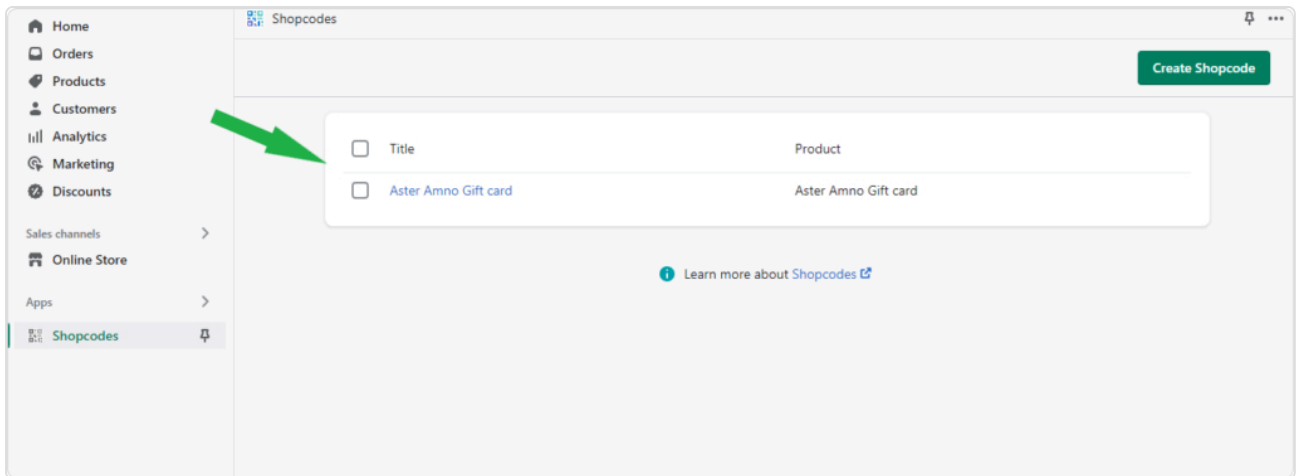 Home
Orders
Products
Customers
Analytics
Marketing
Discounts
Sales channels
Online Store
Apps
Shopcodes
Shopcodes
Create Shopcode
Title Product
Aster Amno Gift card Aster Amno Gift card
Learn more about Shopcodes